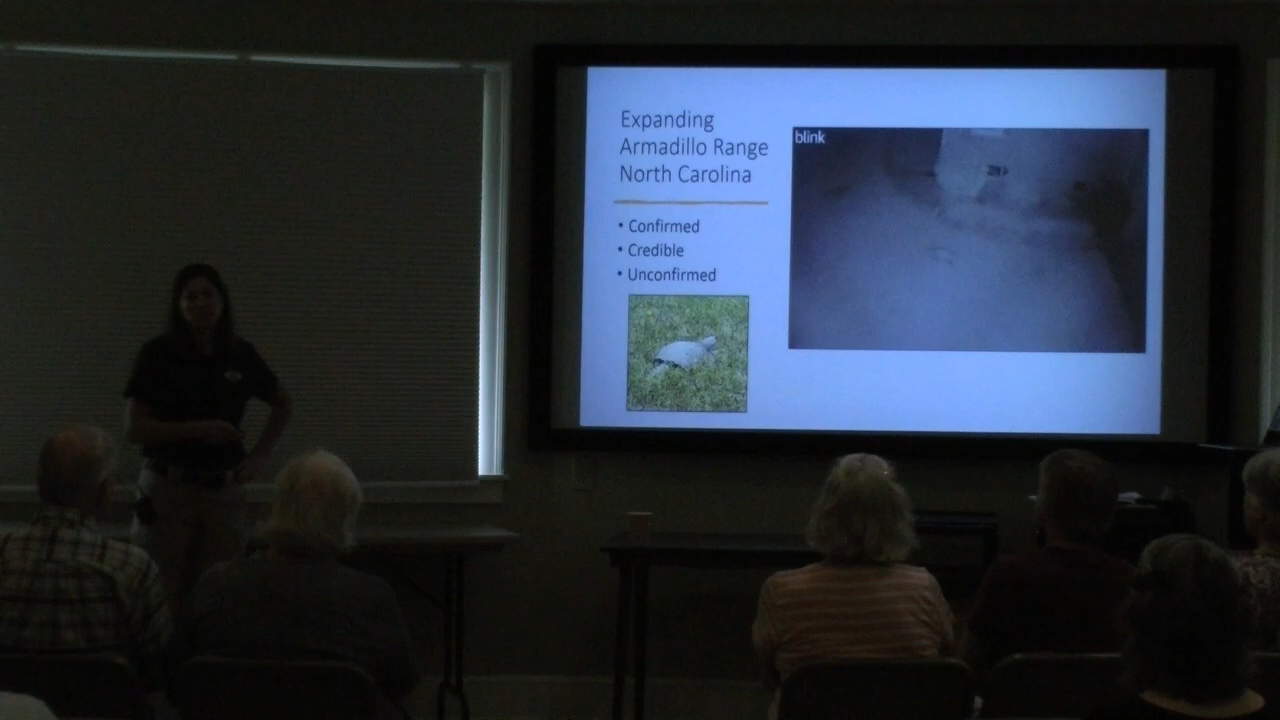 Expanding
Armadillo Range
North Carolina
• Confirmed
• Credible
• Unconfirmed
blink